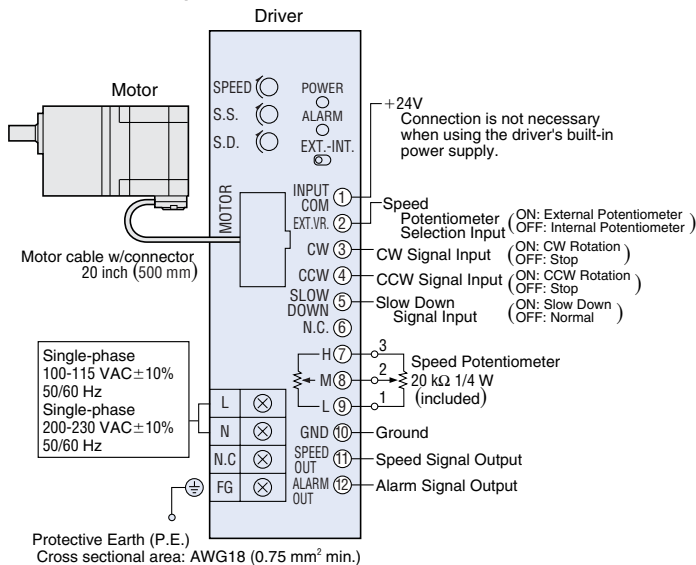 Driver
Motor
SPEED
S.S.
S.D.
POWER
ALARM
EXT.-INT.
MOTOR
Motor cable w/connector
20 inch (500 mm)
INPUT
COM
①
+24V
Connection is not necessary
when using the driver's built-in
power supply.
EXT.VR. ②
Speed
Potentiometer
Selection Input
(ON: External Potentiometer
OFF: Internal Potentiometer)
CW ③ CW Signal Input
(ON: CW Rotation
OFF: Stop)
CCW ④ CCW Signal Input
(ON: CCW Rotation
OFF: Stop)
SLOW
DOWN
⑤
Slow Down
Signal Input
(ON: Slow Down
OFF: Normal)
N.C. ⑥
H ⑦ 3
M ⑧ 2
L ⑨ 1
Speed Potentiometer
20 kΩ 1/4 W
(included)
GND ⑩ Ground
SPEED
OUT
⑪ Speed Signal Output
ALARM
OUT
⑫ Alarm Signal Output
Single-phase
100-115 VAC±10%
50/60 Hz
Single-phase
200-230 VAC±10%
50/60 Hz
L
N
N.C
FG
Protective Earth (P.E.)
Cross sectional area: AWG18 (0.75 mm² min.)